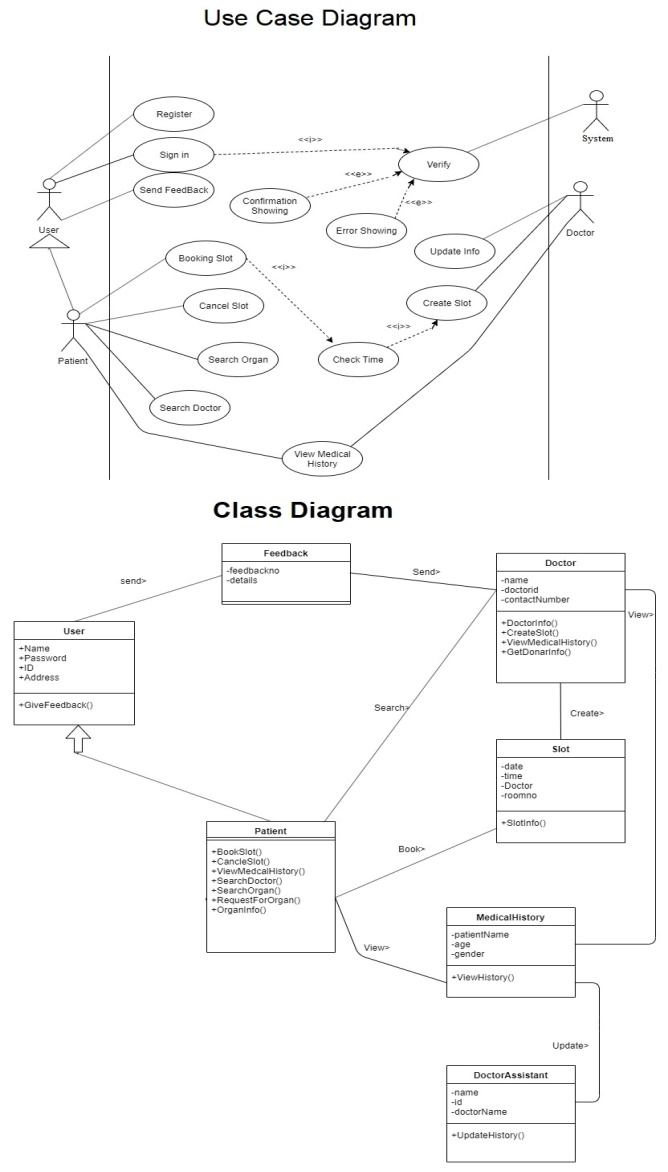 Use Case Diagram
Register
<<i>>
System
Sign in
Verify
<<e>>
Send FeedBack
Confirmation
Showing
<<e>>
User
Error Showing
Doctor
Update Info
Booking Slot
<<i>>
Cancel Slot
Create Slot
<<i>>
Patient
Search Organ
Check Time
Search Doctor
View Medical
History
Class Diagram
Feedback
-feedbackno
-details
send>
Send>
Doctor
-name
-doctorid
-contactNumber
+DoctorInfo()
+CreateSlot()
+ViewMedicalHistory()
+GetDonarInfo()
View>
User
+Name
+Password
+ID
+Address
+GiveFeedback()
Search>
Create>
Slot
-date
-time
-Doctor
-roomno
+SlotInfo()
Patient
+BookSlot()
+CancleSlot()
+ViewMedcalHistory()
+SearchDoctor()
+SearchOrgan()
+RequestForOrgan()
+OrganInfo()
Book>
View>
MedicalHistory
-patientName
-age
-gender
+ViewHistory()
Update>
DoctorAssistant
-name
-id
-doctorName
+UpdateHistory()